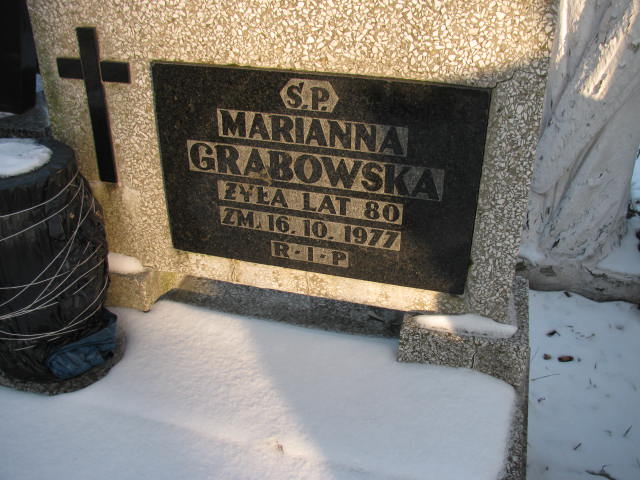 Ś.P.
MARIANNA
GRABOWSKA
ŻYŁA LAT 80
ZM. 16. 10. 1977
R-I-P